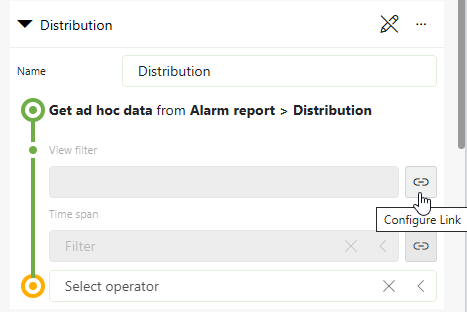 Distribution
Name
Distribution
Get ad hoc data from Alarm report > Distribution
View filter
Configure Link
Time span
Filter
Select operator